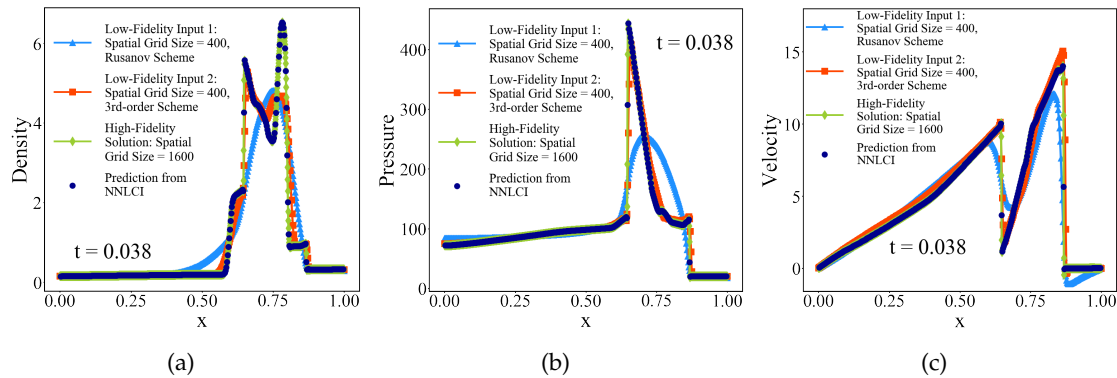 Low-Fidelity Input 1:
Spatial Grid Size = 400,
Rusanov Scheme
Low-Fidelity Input 2:
Spatial Grid Size = 400,
3rd-order Scheme
High-Fidelity
Solution: Spatial
Grid Size = 1600
Prediction from
NNLCI
t = 0.038
Density
6
4
2
0
0.00 0.25 0.50 0.75 1.00
x
(a)
Low-Fidelity Input 1:
Spatial Grid Size = 400,
Rusanov Scheme
Low-Fidelity Input 2:
Spatial Grid Size = 400,
3rd-order Scheme
High-Fidelity
Solution: Spatial
Grid Size = 1600
Prediction from
NNLCI
t = 0.038
Pressure
400
300
200
100
0
0.00 0.25 0.50 0.75 1.00
x
(b)
Low-Fidelity Input 1:
Spatial Grid Size = 400,
Rusanov Scheme
Low-Fidelity Input 2:
Spatial Grid Size = 400,
3rd-order Scheme
High-Fidelity
Solution: Spatial
Grid Size = 1600
Prediction from
NNLCI
t = 0.038
Velocity
15
10
5
0
0.00 0.25 0.50 0.75 1.00
x
(c)